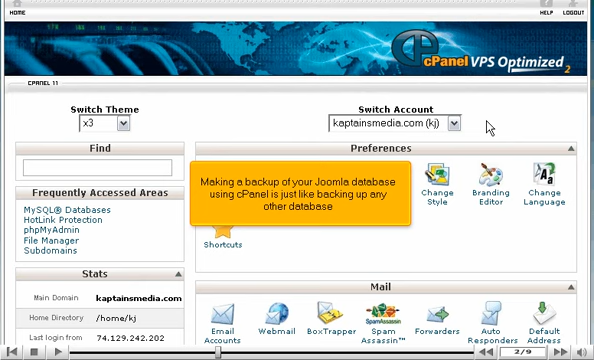 HOME
HELP LOGOUT
cPanel VPS Optimized 2
CPANEL 11
Switch Theme
x3
Switch Account
kaptainsmedia.com (kj)
Find
Frequently Accessed Areas
MySQL® Databases
HotLink Protection
phpMyAdmin
File Manager
Subdomains
Stats
Main Domain kaptainsmedia.com
Home Directory /home/kj
Last login from 74.129.242.202
Preferences
Making a backup of your Joomla database
using cPanel is just like backing up any
other database
Change Style
Branding Editor
Change Language
Shortcuts
Mail
Email Accounts
Webmail
BoxTrapper
SpamAssassin
Spam Assassin™
Forwarders
Auto Responders
Default Address
2/9